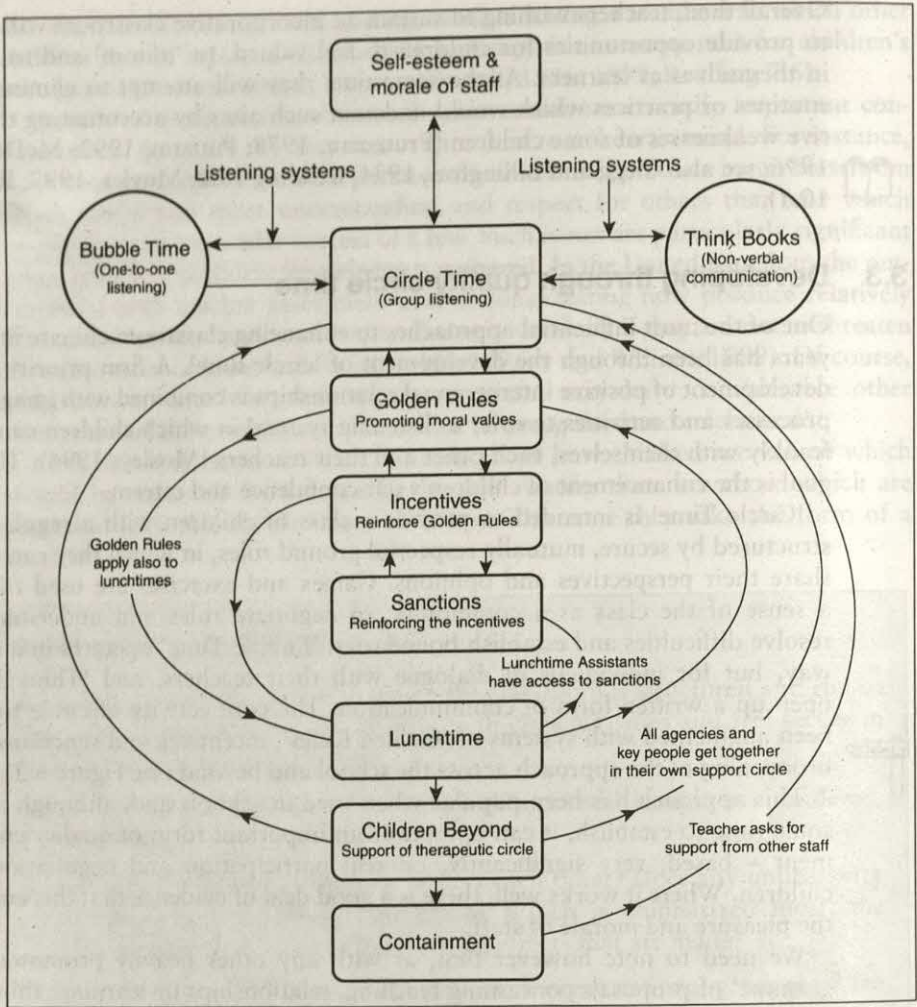 Self-esteem &
morale of staff
Listening systems
Listening systems
Bubble Time
(One-to-one
listening)
Circle Time
(Group listening)
Think Books
(Non-verbal
communication)
Golden Rules
Promoting moral values
Incentives
Reinforce Golden Rules
Golden Rules
apply also to
lunchtimes
Sanctions
Reinforcing the incentives
Lunchtime Assistants
have access to sanctions
Lunchtime
All agencies and
key people get together
in their own support circle
Children Beyond
Support of therapeutic circle
Teacher asks for
support from other staff
Containment